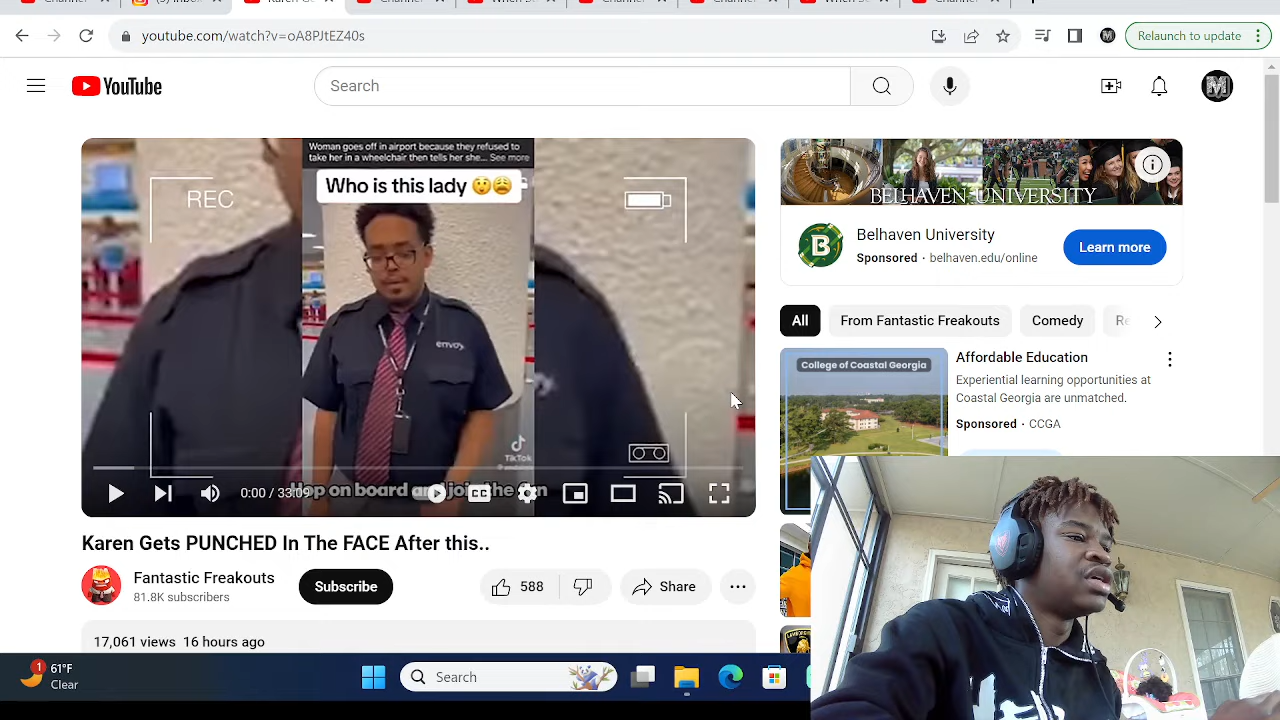 youtube.com/watch?v=oA8PJtEZ40s
Relaunch to update
YouTube
Search
Woman goes off in airport because they refused to
take her in a wheelchair then tells her she... See more
Who is this lady 😲😩
REC
envoy
TikTok
Hop on board and join the
0:00 / 33:09
CC
Karen Gets PUNCHED In The FACE After this..
Fantastic Freakouts
81.8K subscribers
Subscribe
588
Share
17,061 views 16 hours ago
BELHAVEN UNIVERSITY
B
Belhaven University
Sponsored · belhaven.edu/online
Learn more
All
From Fantastic Freakouts
Comedy
Re
College of Coastal Georgia
Affordable Education
Experiential learning opportunities at
Coastal Georgia are unmatched.
Sponsored · CCGA
1
61°F
Clear
Search